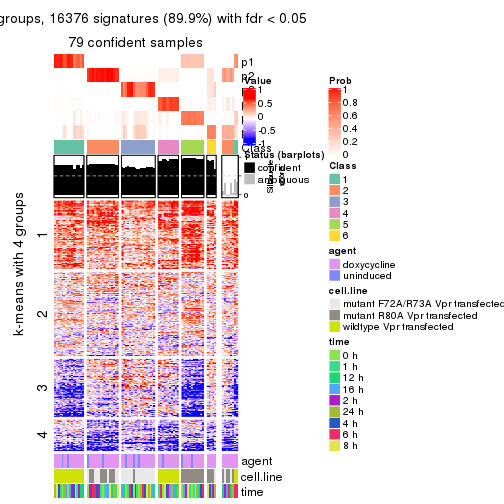 groups, 16376 signatures (89.9%) with fdr < 0.05
79 confident samples
p1
p2
Class
k-means with 4 groups
1
2
3
4
agent
cell.line
time
Value
1
0.5
0
-0.5
-1
Status (barplots)
confident
ambiguous
1
0
Prob
1
0.8
0.6
0.4
0.2
0
Class
1
2
3
4
5
6
agent
doxycycline
uninduced
cell.line
mutant F72A/R73A Vpr transfected
mutant R80A Vpr transfected
wildtype Vpr transfected
time
0 h
1 h
12 h
16 h
2 h
24 h
4 h
6 h
8 h